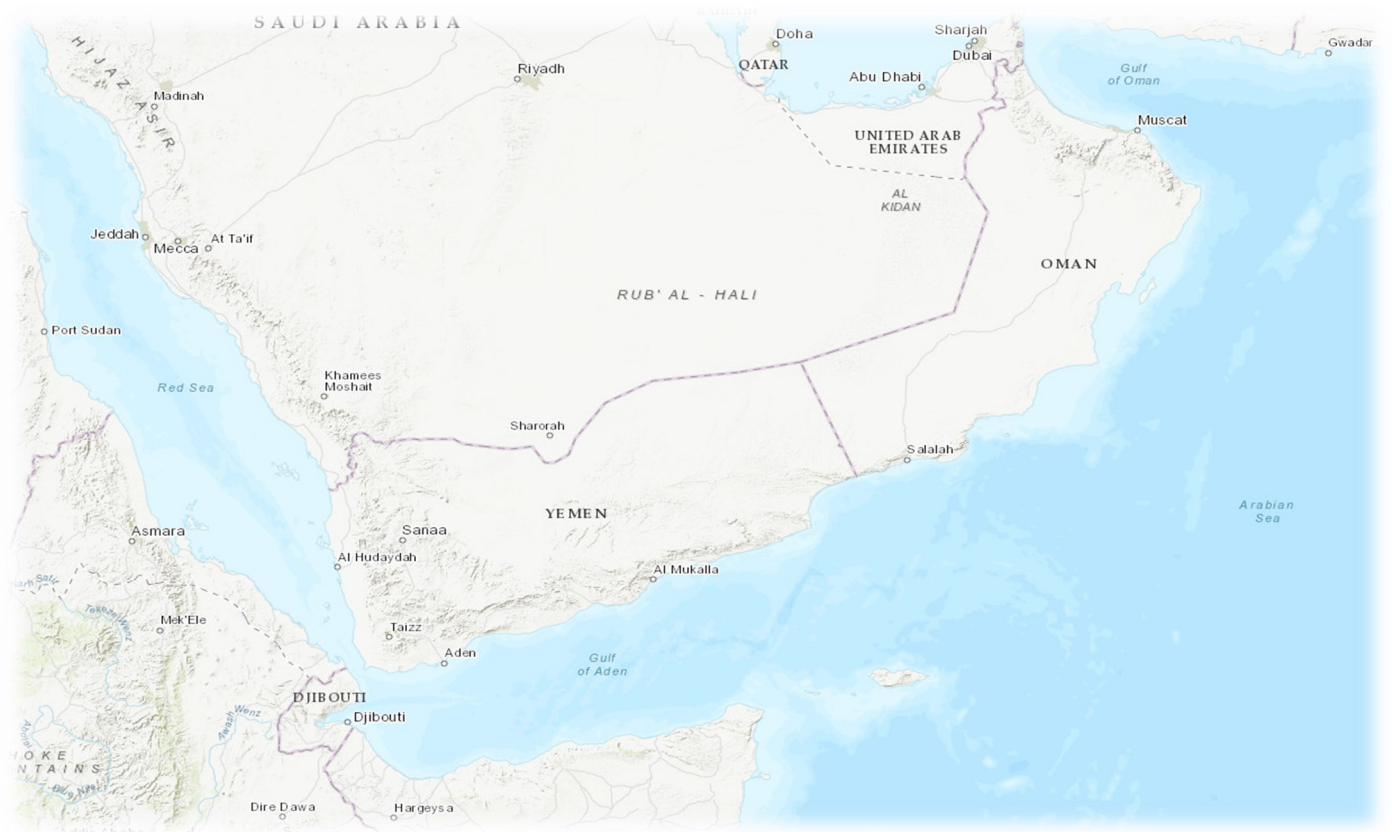 SAUDI ARABIA
Doha
Sharjah
Gwadar
HIJAZ ASIR
Riyadh
QATAR
Dubai
Gulf
of Oman
Abu Dhabi
Madinah
Muscat
UNITED ARAB
EMIRATES
AL
KIDAN
Jeddah
Mecca
At Ta'if
OMAN
RUB' AL - HALI
Port Sudan
Red Sea
Khamees
Moshait
Sharorah
Salalah
Arabian
Sea
YEMEN
Asmara
Sanaa
Al Hudaydah
Al Mukalla
Mek'Ele
Taizz
Aden
Gulf
of Aden
DJIBOUTI
Djibouti
Awash Wenz
Dire Dawa
Hargeysa